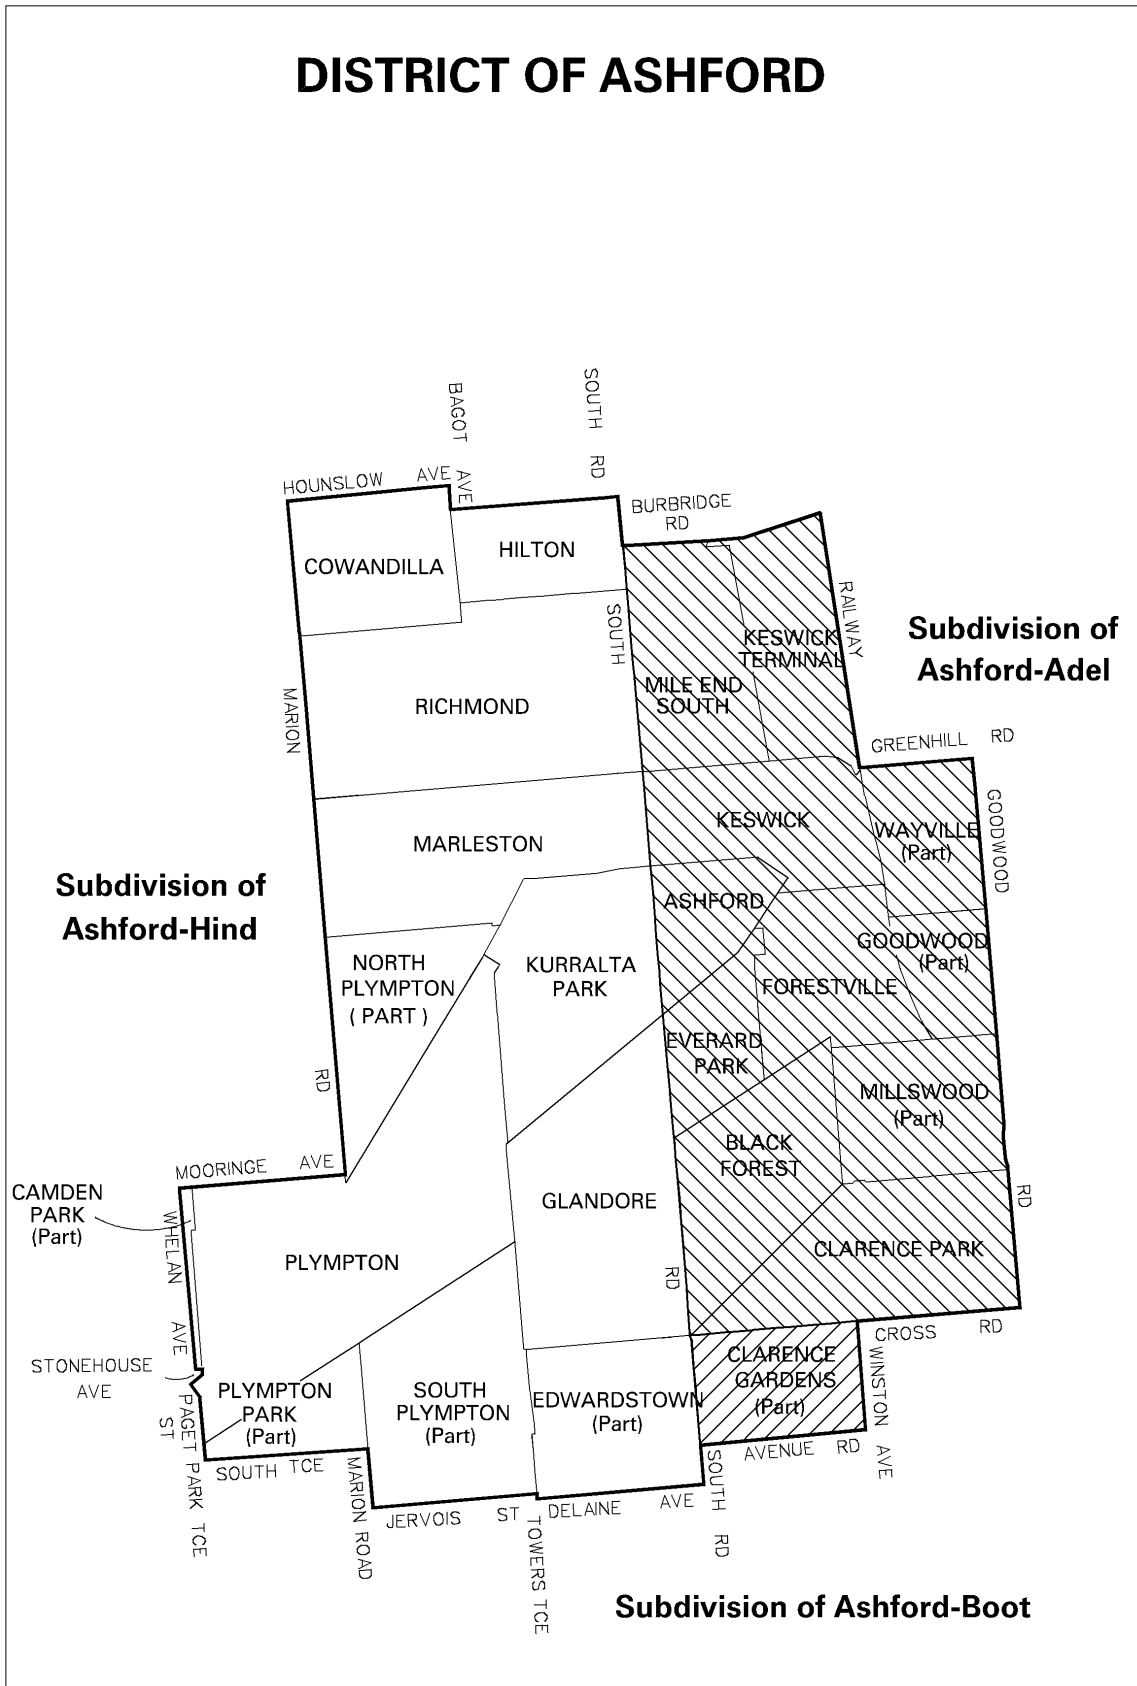 DISTRICT OF ASHFORD
BAGOT AVE
SOUTH RD
HOUNSLOW AVE
BURBRIDGE
RD
HILTON
COWANDILLA
RAILWAY
SOUTH
Subdivision of
Ashford-Adel
KESWICK
TERMINAL
MILE END
SOUTH
MARION
RICHMOND
GREENHILL RD
GOODWOOD
KESWICK
WAYVILLE
(Part)
MARLESTON
Subdivision of
Ashford-Hind
ASHFORD
GOODWOOD
(Part)
NORTH
PLYMPTON
( PART )
KURRALTA
PARK
FORESTVILLE
EVERARD
PARK
RD
MILLSWOOD
(Part)
BLACK
FOREST
MOORINGE AVE
CAMDEN
PARK
(Part)
WHELAN AVE
GLANDORE
RD
PLYMPTON
CLARENCE PARK
RD
CROSS RD
STONEHOUSE
AVE
CLARENCE
GARDENS
(Part)
WINSTON AVE
PLYMPTON
PARK
(Part)
SOUTH
PLYMPTON
(Part)
EDWARDSTOWN
(Part)
PAGET
ST
PARK TCE
SOUTH TCE
MARION ROAD
AVENUE RD
SOUTH RD
JERVOIS ST
DELAINE AVE
TOWERS TCE
Subdivision of Ashford-Boot